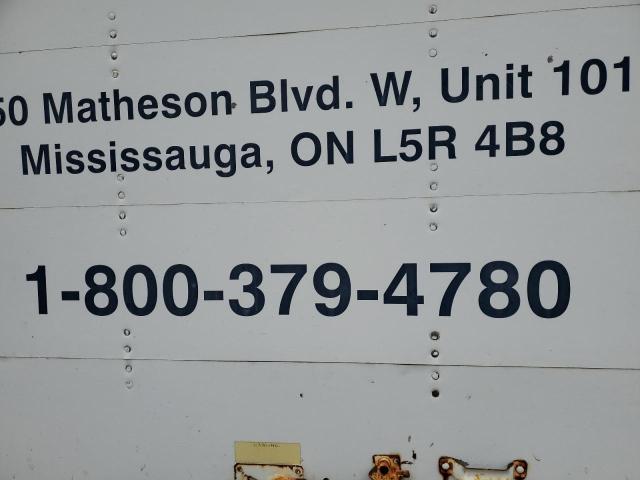 50 Matheson Blvd. W, Unit 101
Mississauga, ON L5R 4B8
1-800-379-4780